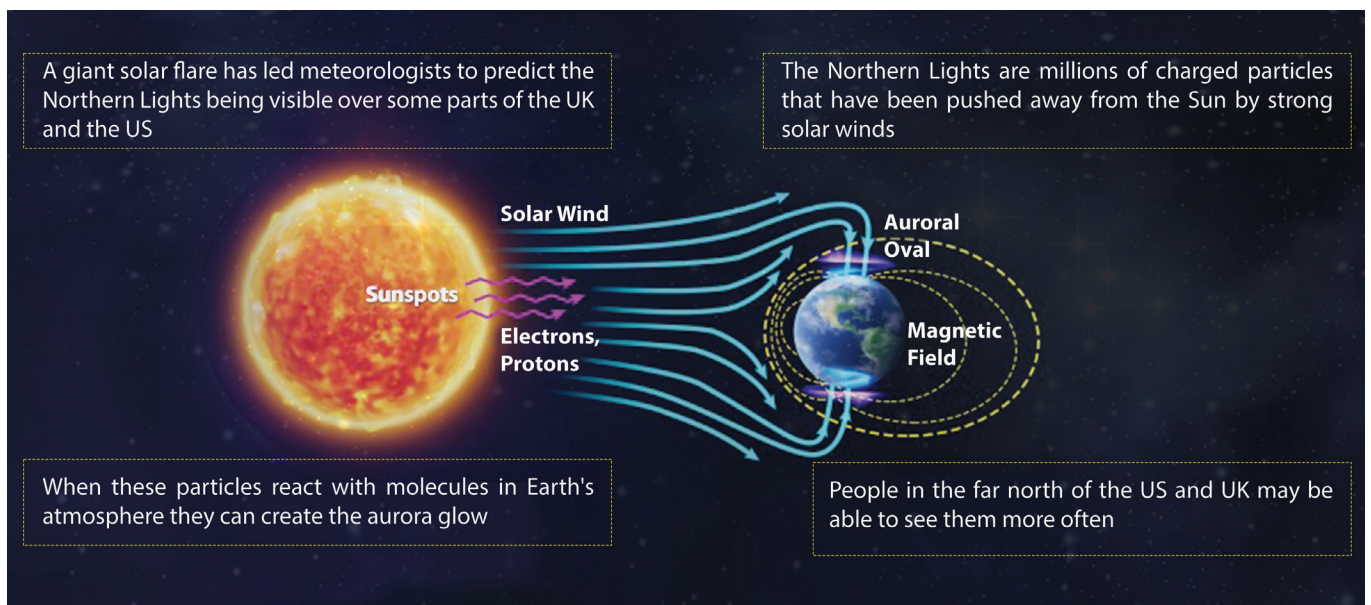 A giant solar flare has led meteorologists to predict the
Northern Lights being visible over some parts of the UK
and the US
The Northern Lights are millions of charged particles
that have been pushed away from the Sun by strong
solar winds
Solar Wind
Auroral
Oval
Sunspots
Electrons,
Protons
Magnetic
Field
When these particles react with molecules in Earth's
atmosphere they can create the aurora glow
People in the far north of the US and UK may be
able to see them more often